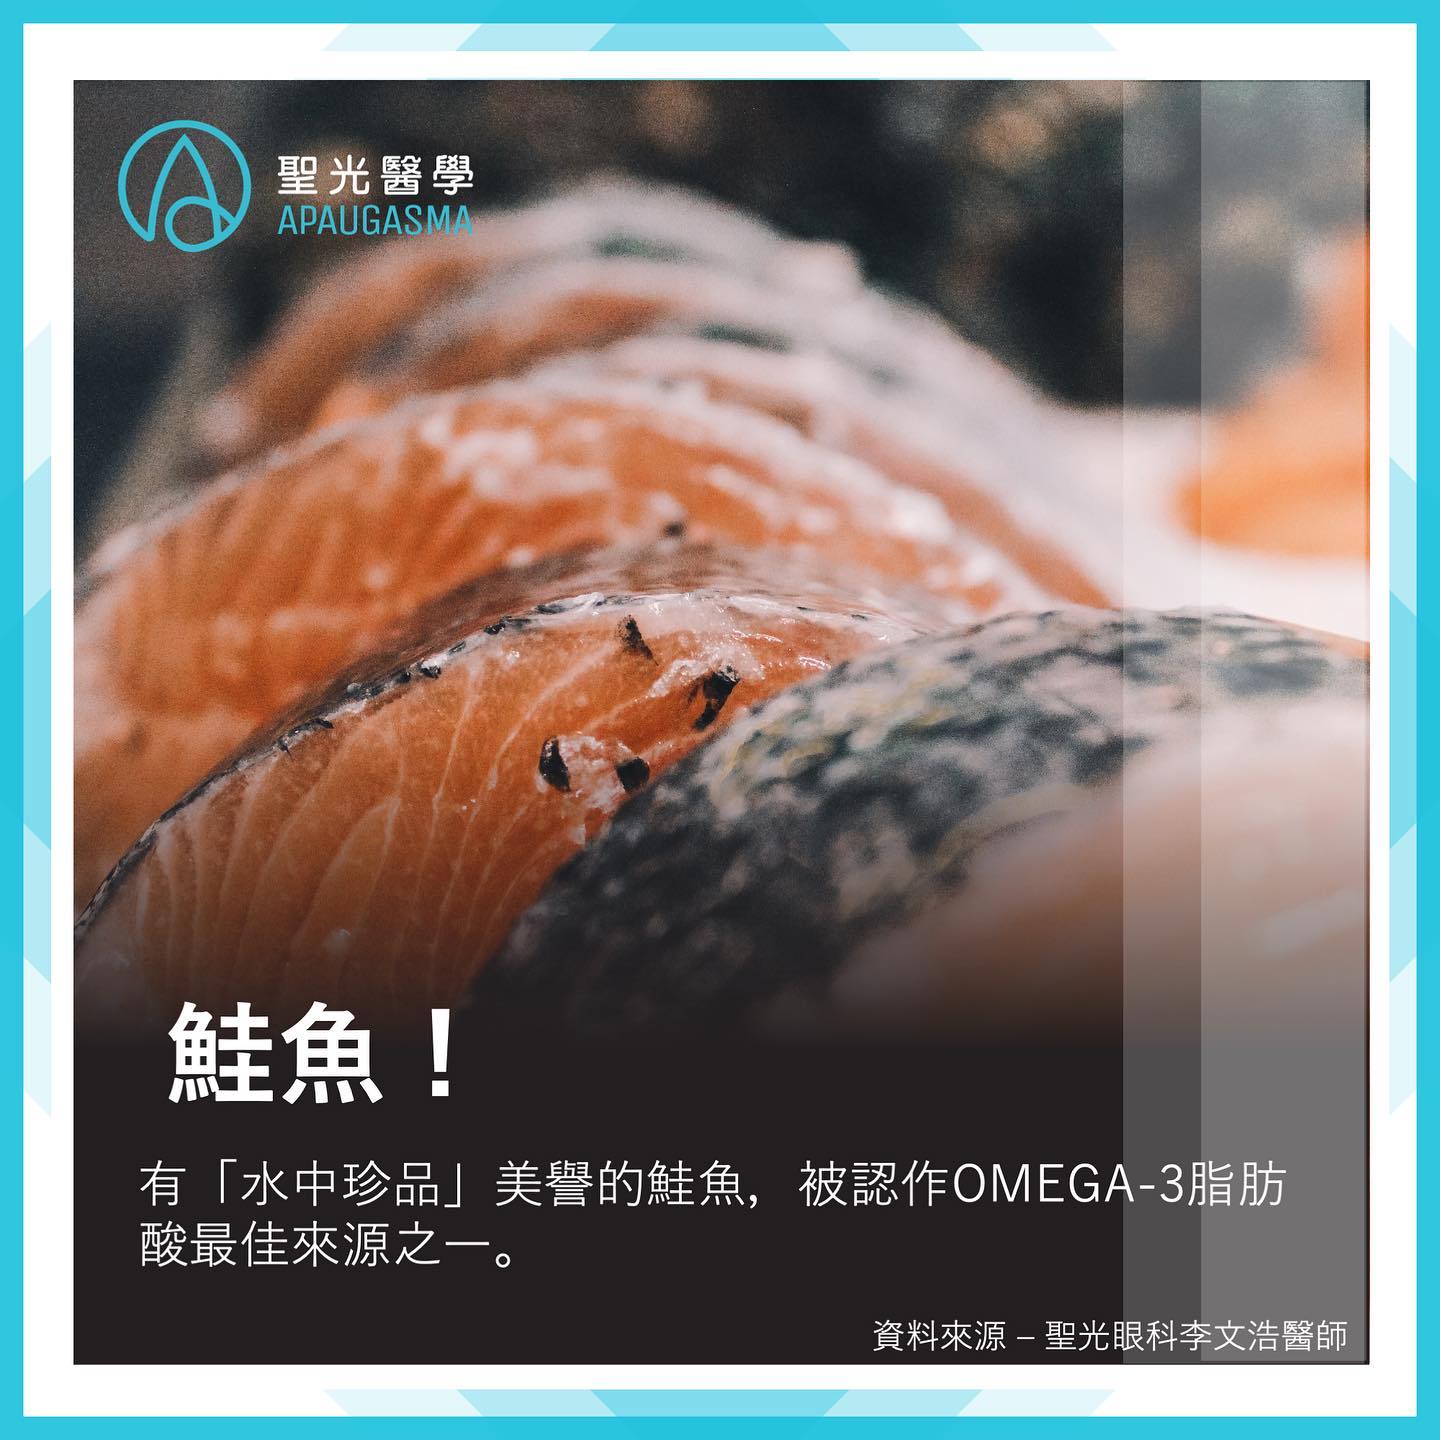 聖光醫學
APAUGASMA
鮭魚！
有「水中珍品」美譽的鮭魚，被認作OMEGA-3脂肪
酸最佳來源之一。
資料來源 – 聖光眼科李文浩醫師